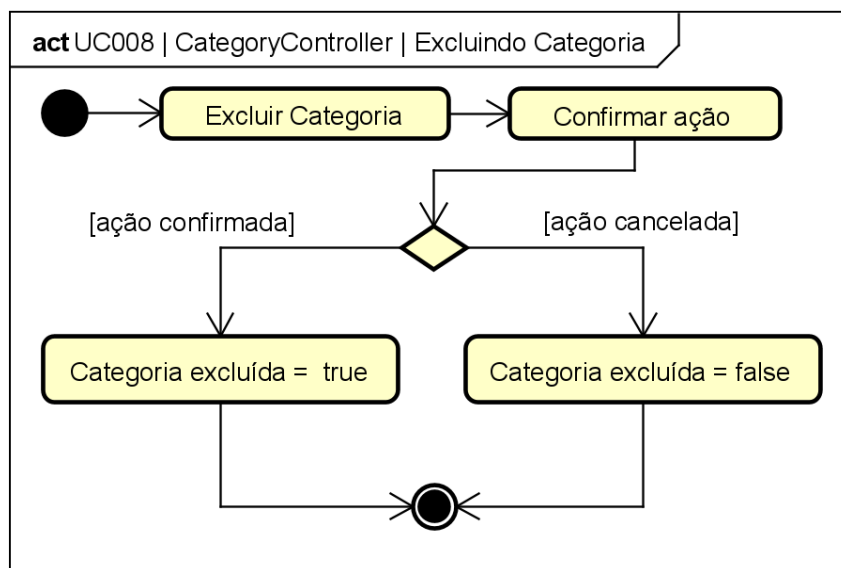 act UC008 | CategoryController | Excluindo Categoria
Excluir Categoria
Confirmar ação
[ação confirmada]
[ação cancelada]
Categoria excluída = true
Categoria excluída = false